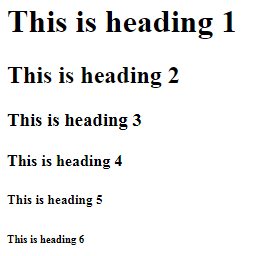 This is heading 1
This is heading 2
This is heading 3
This is heading 4
This is heading 5
This is heading 6